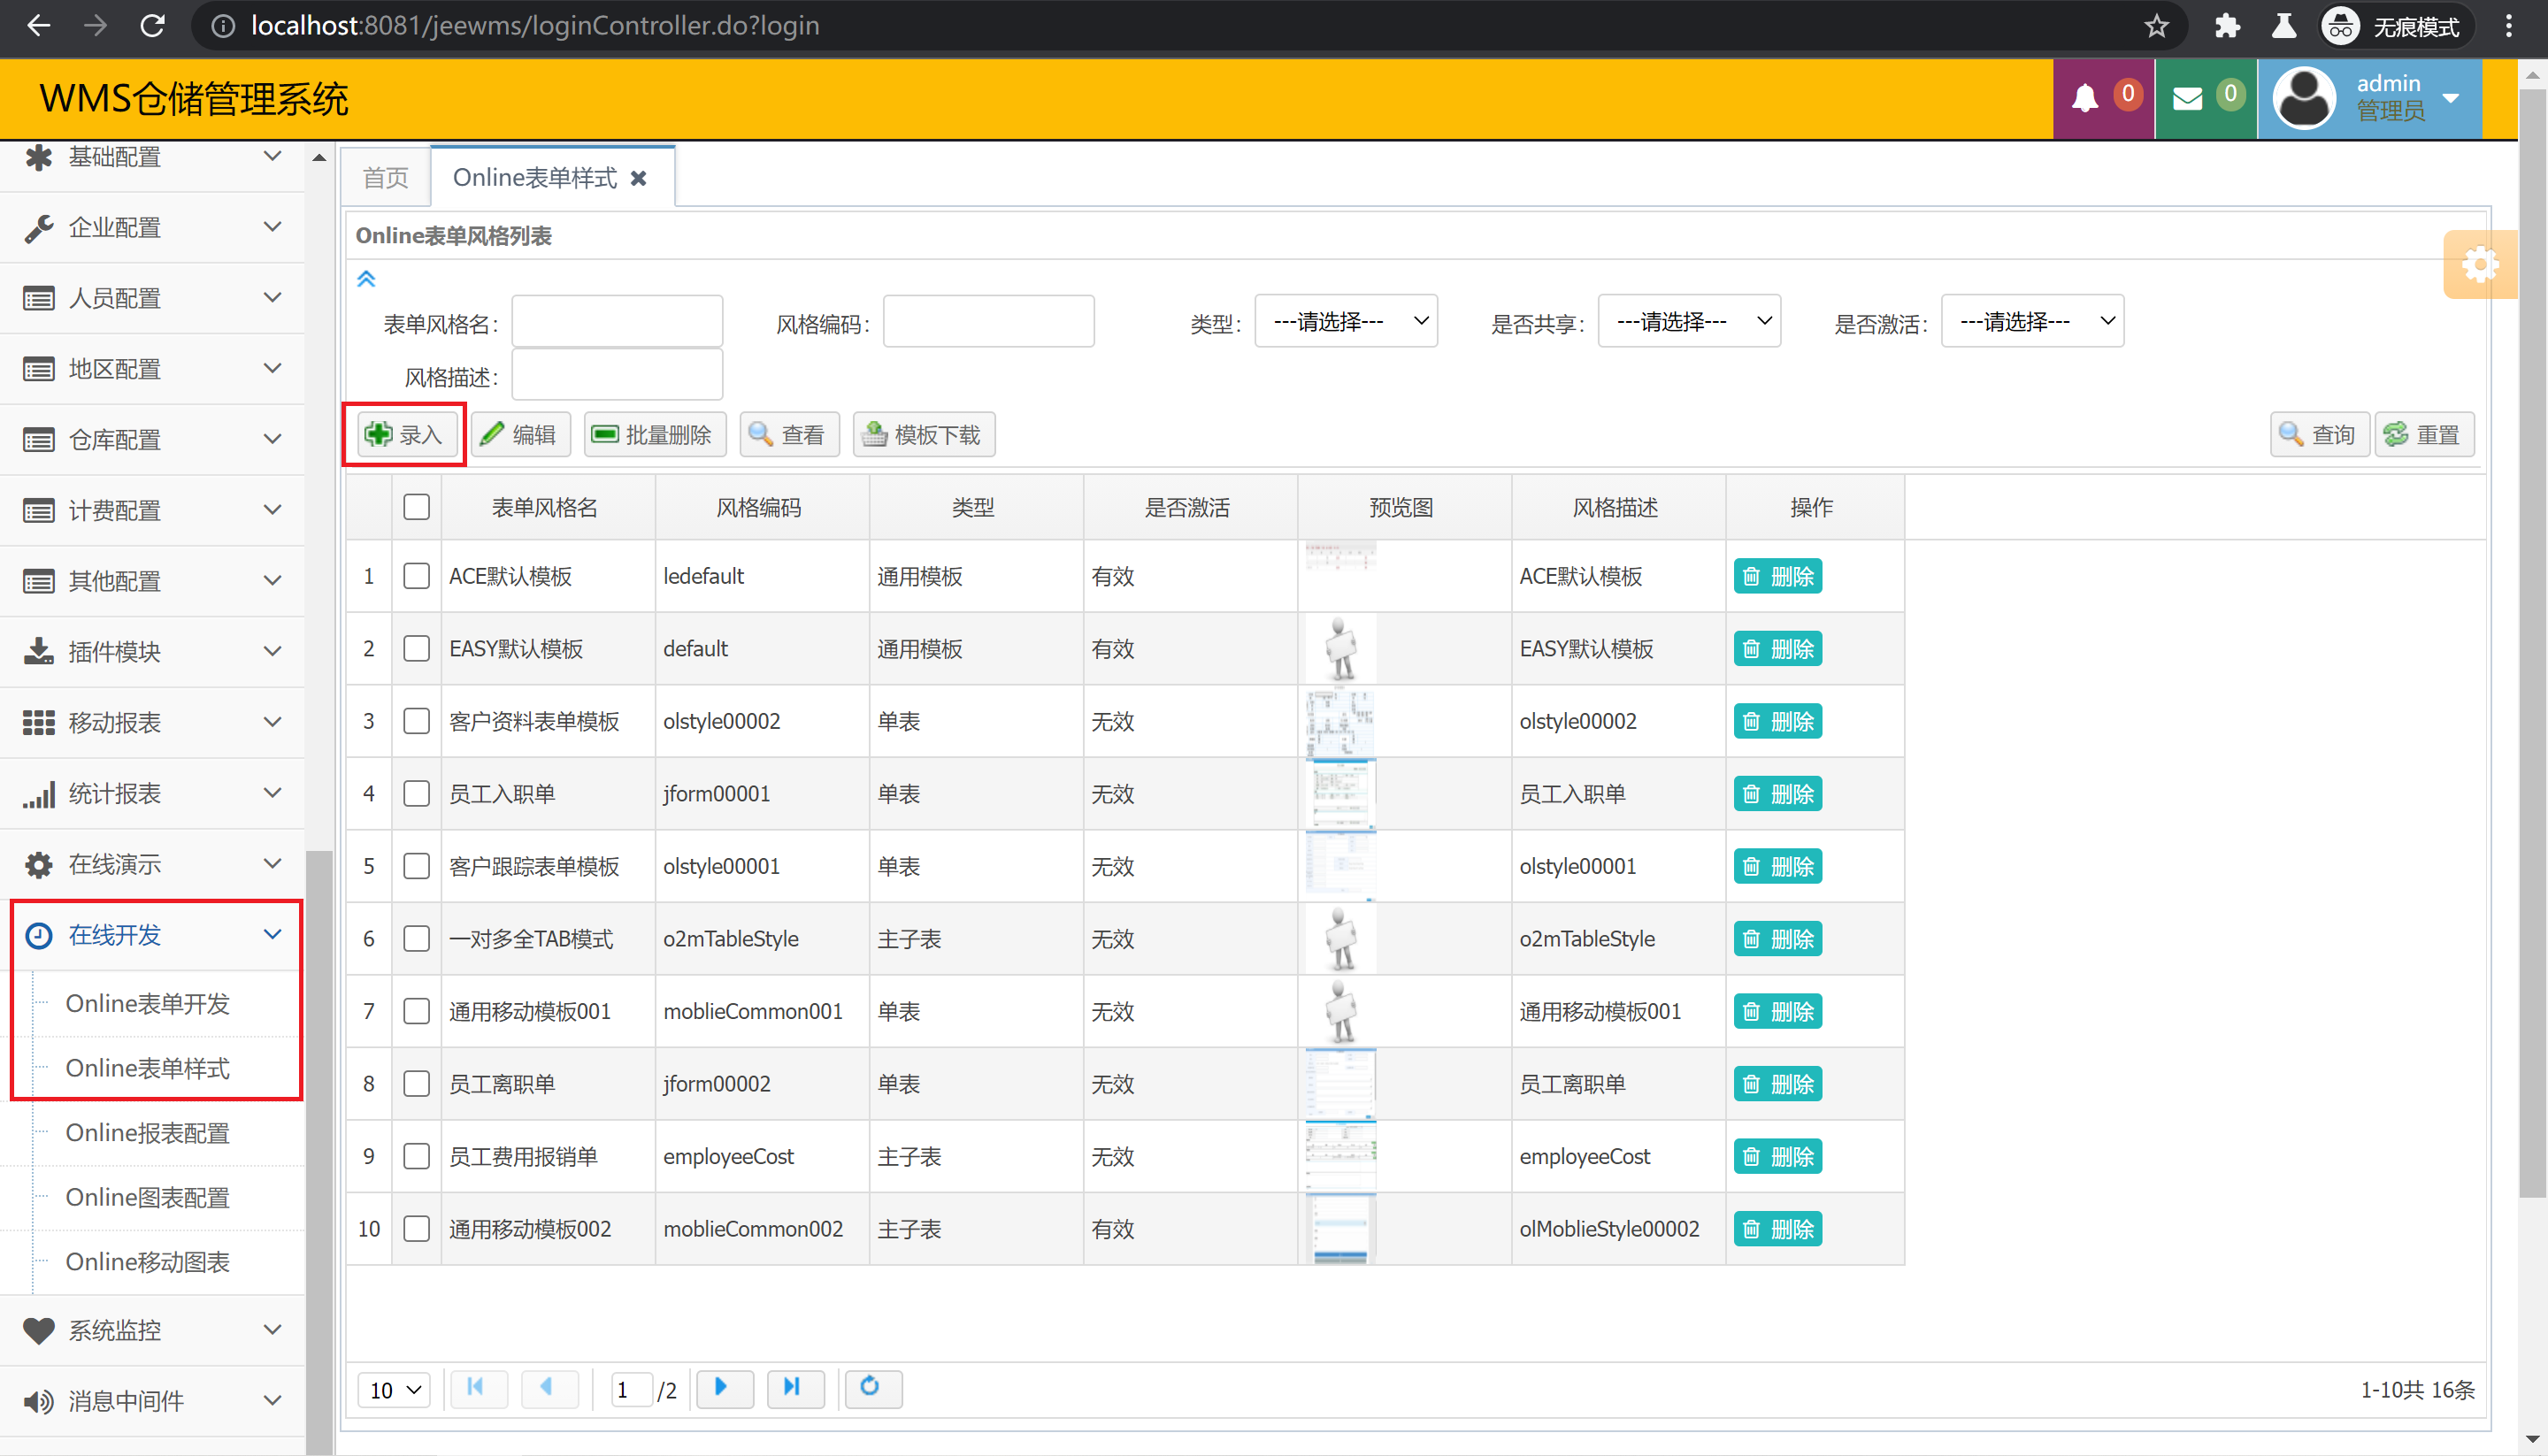 localhost:8081/jeewms/loginController.do?login
无痕模式
WMS仓储管理系统
0
0
admin
管理员
基础配置
企业配置
人员配置
地区配置
仓库配置
计费配置
其他配置
插件模块
移动报表
统计报表
在线演示
在线开发
Online表单开发
Online表单样式
Online报表配置
Online图表配置
Online移动图表
系统监控
消息中间件
首页
Online表单样式
Online表单风格列表
表单风格名: 风格编码: 类型: ---请选择--- 是否共享: ---请选择--- 是否激活: ---请选择---
风格描述:
录入 编辑 批量删除 查看 模板下载 查询 重置
表单风格名 风格编码 类型 是否激活 预览图 风格描述 操作
1 ACE默认模板 ledefault 通用模板 有效 ACE默认模板 删除
2 EASY默认模板 default 通用模板 有效 EASY默认模板 删除
3 客户资料表单模板 olstyle00002 单表 无效 olstyle00002 删除
4 员工入职单 jform00001 单表 无效 员工入职单 删除
5 客户跟踪表单模板 olstyle00001 单表 无效 olstyle00001 删除
6 一对多全TAB模式 o2mTableStyle 主子表 无效 o2mTableStyle 删除
7 通用移动模板001 moblieCommon001 单表 无效 通用移动模板001 删除
8 员工离职单 jform00002 单表 无效 员工离职单 删除
9 员工费用报销单 employeeCost 主子表 无效 employeeCost 删除
10 通用移动模板002 moblieCommon002 主子表 有效 olMoblieStyle00002 删除
10 1 /2 1-10共 16条